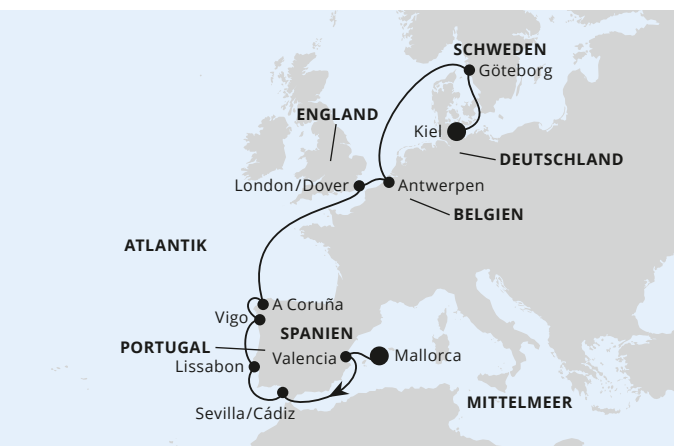 SCHWEDEN
Göteborg
ENGLAND
Kiel
DEUTSCHLAND
London/Dover
Antwerpen
BELGIEN
ATLANTIK
A Coruña
Vigo
SPANIEN
PORTUGAL
Valencia
Mallorca
Lissabon
MITTELMEER
Sevilla/Cádiz